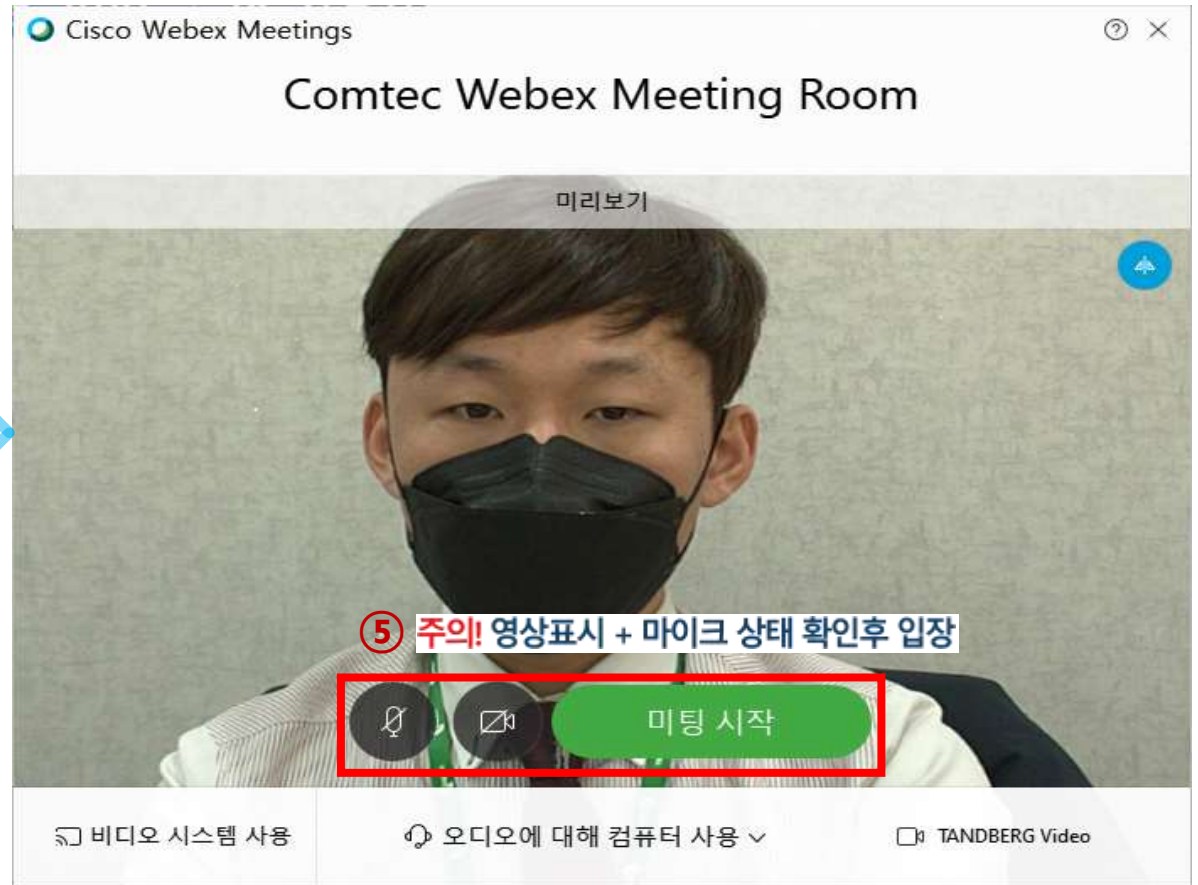 Cisco Webex Meetings
Comtec Webex Meeting Room
미리보기
⑤ 주의! 영상표시 + 마이크 상태 확인후 입장
미팅 시작
비디오 시스템 사용
오디오에 대해 컴퓨터 사용
TANDBERG Video